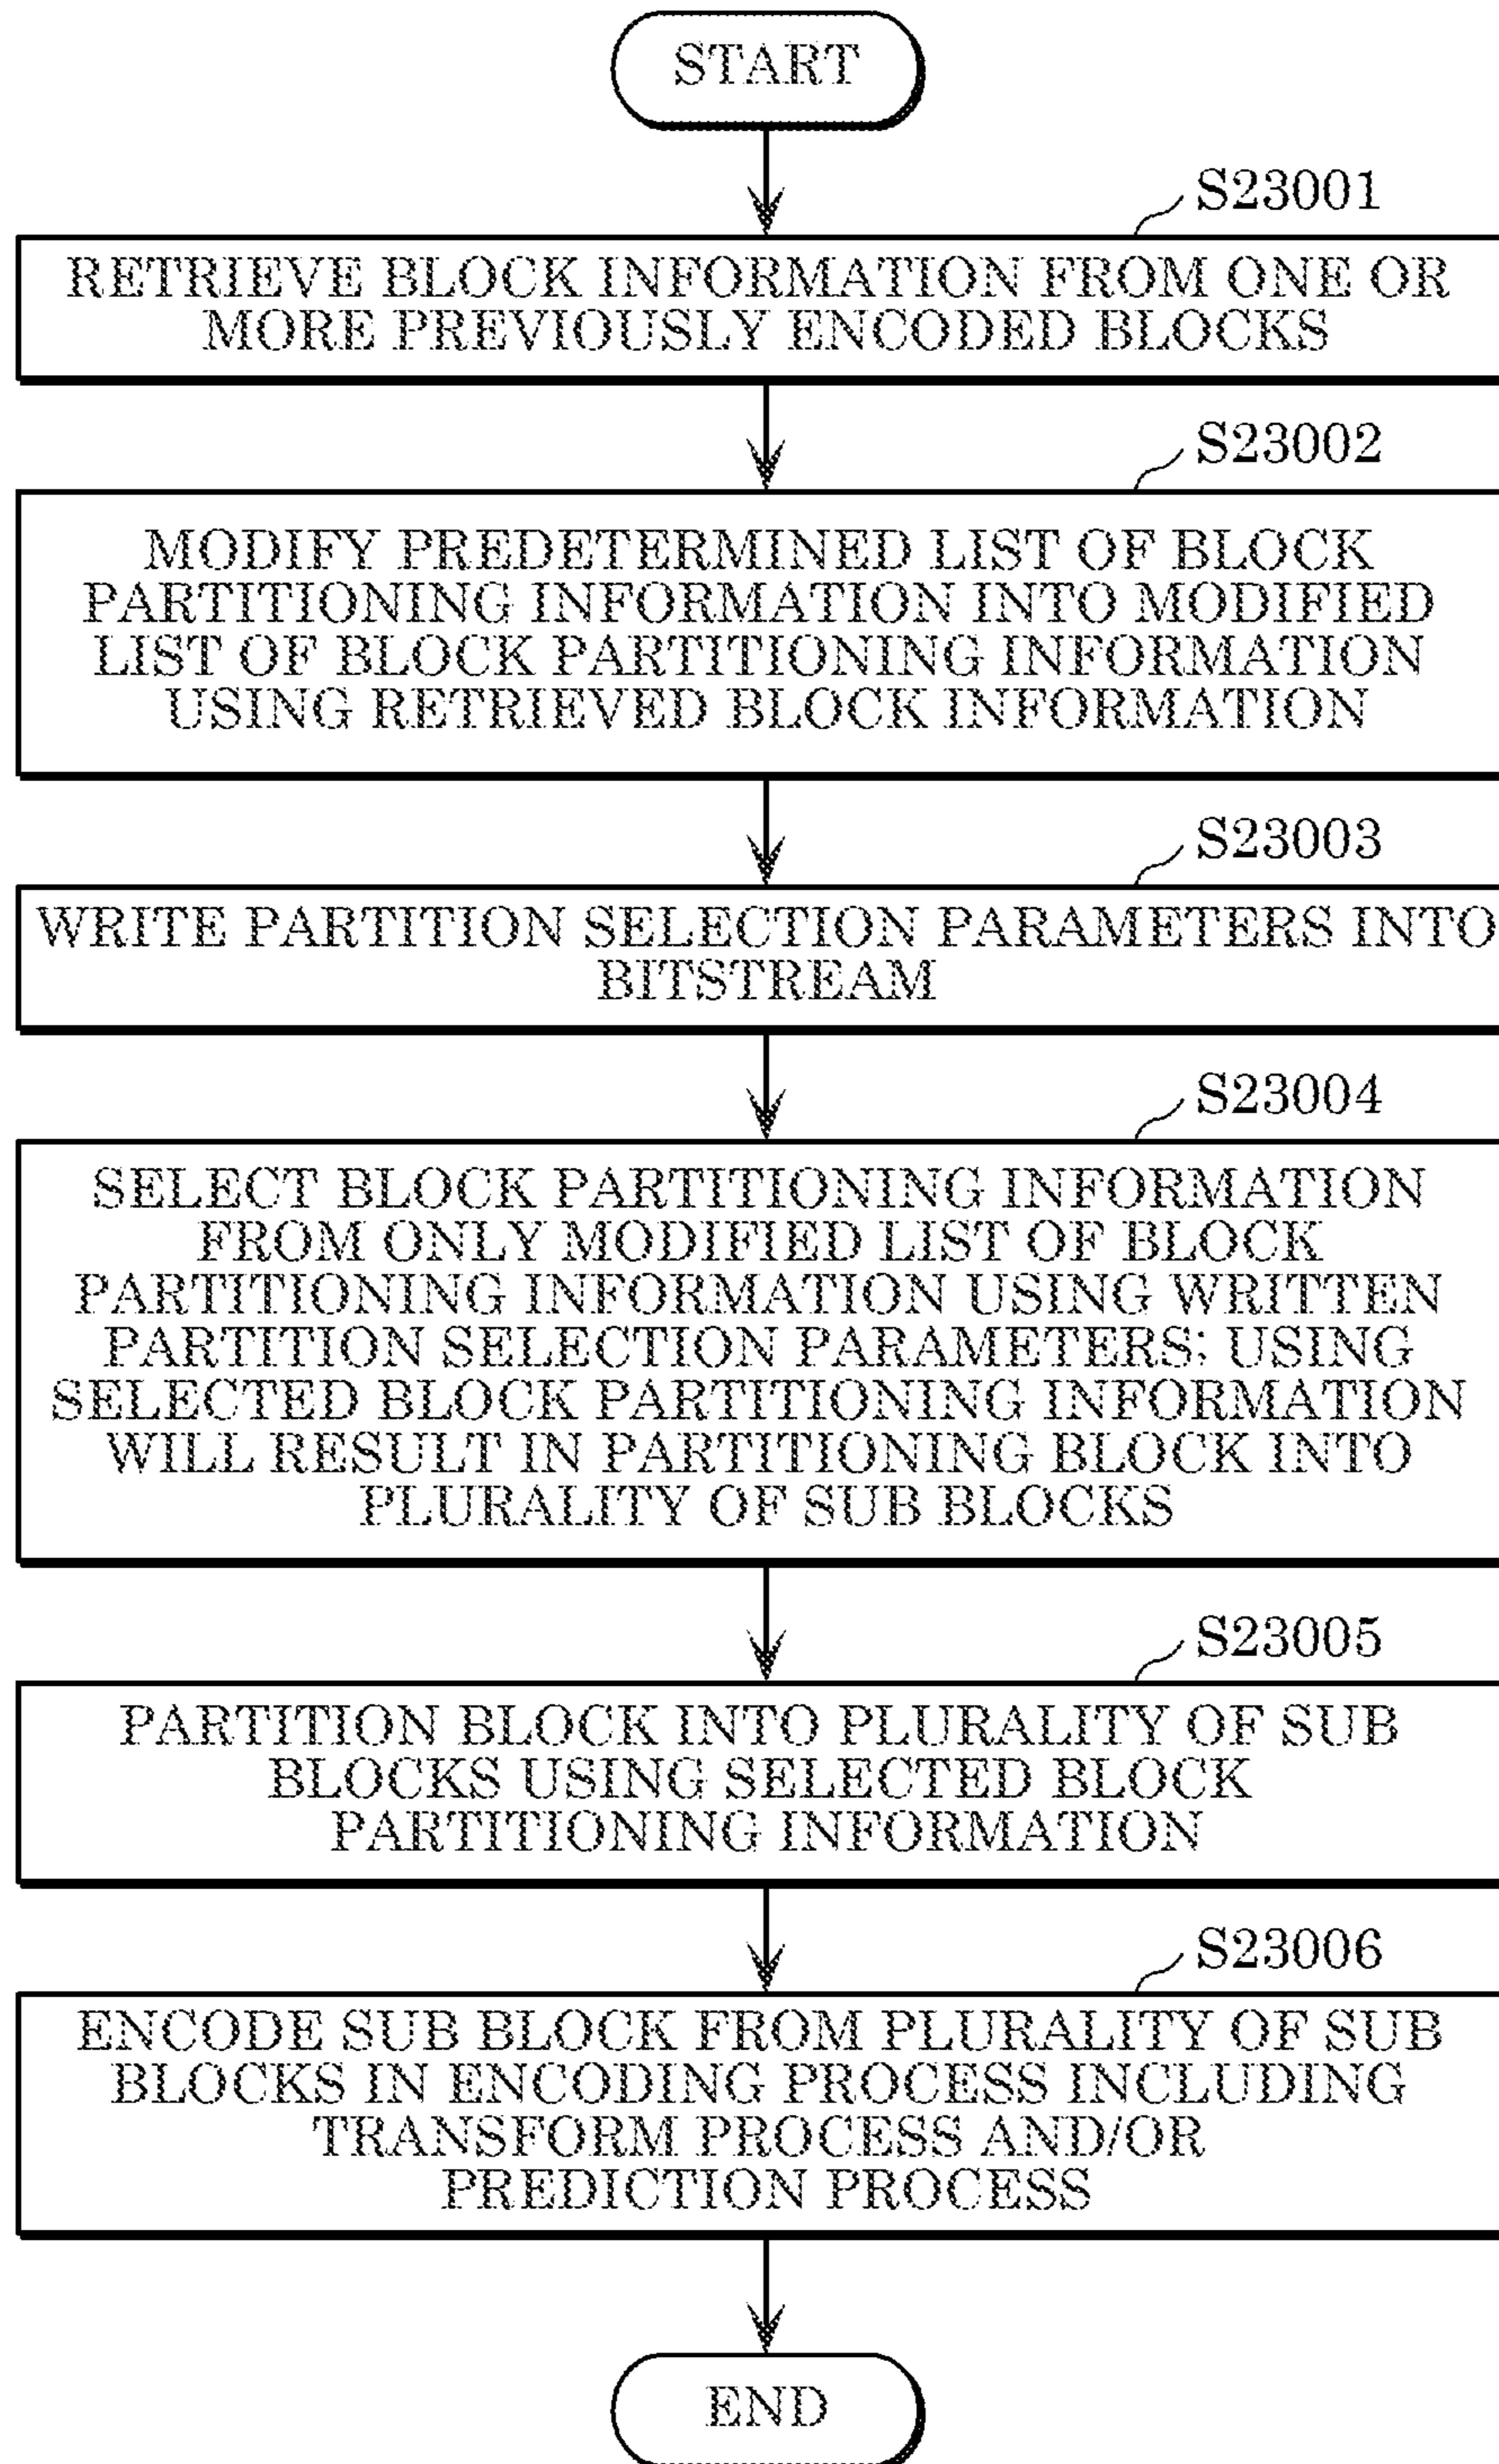 START
S23001
RETRIEVE BLOCK INFORMATION FROM ONE OR
MORE PREVIOUSLY ENCODED BLOCKS
S23002
MODIFY PREDETERMINED LIST OF BLOCK
PARTITIONING INFORMATION INTO MODIFIED
LIST OF BLOCK PARTITIONING INFORMATION
USING RETRIEVED BLOCK INFORMATION
S23003
WRITE PARTITION SELECTION PARAMETERS INTO
BITSTREAM
S23004
SELECT BLOCK PARTITIONING INFORMATION
FROM ONLY MODIFIED LIST OF BLOCK
PARTITIONING INFORMATION USING WRITTEN
PARTITION SELECTION PARAMETERS: USING
SELECTED BLOCK PARTITIONING INFORMATION
WILL RESULT IN PARTITIONING BLOCK INTO
PLURALITY OF SUB BLOCKS
S23005
PARTITION BLOCK INTO PLURALITY OF SUB
BLOCKS USING SELECTED BLOCK
PARTITIONING INFORMATION
S23006
ENCODE SUB BLOCK FROM PLURALITY OF SUB
BLOCKS IN ENCODING PROCESS INCLUDING
TRANSFORM PROCESS AND/OR
PREDICTION PROCESS
END